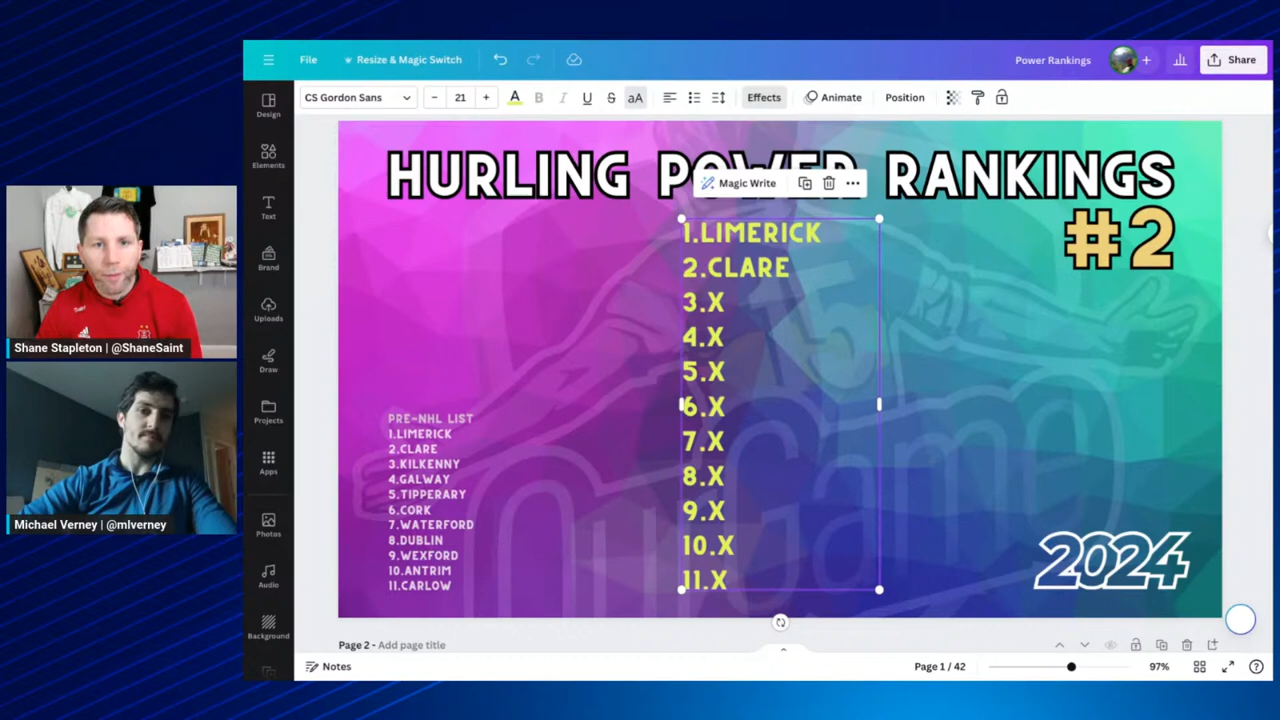 File
Resize & Magic Switch
Power Rankings
Share
CS Gordon Sans
21
A
B
I
U
S
aA
Effects
Animate
Position
Design
Elements
Text
Brand
Uploads
Draw
Projects
Apps
Photos
Audio
Background
HURLING POWER RANKINGS
#2
Magic Write
1.LIMERICK
2.CLARE
3.X
4.X
5.X
6.X
7.X
8.X
9.X
10.X
11.X
PRE-NHL LIST
1.LIMERICK
2.CLARE
3.KILKENNY
4.GALWAY
5.TIPPERARY
6.CORK
7.WATERFORD
8.DUBLIN
9.WEXFORD
10.ANTRIM
11.CARLOW
15
OurGame
2024
Shane Stapleton | @ShaneSaint
Michael Verney | @mlverney
Page 2 - Add page title
Notes
Page 1 / 42
97%